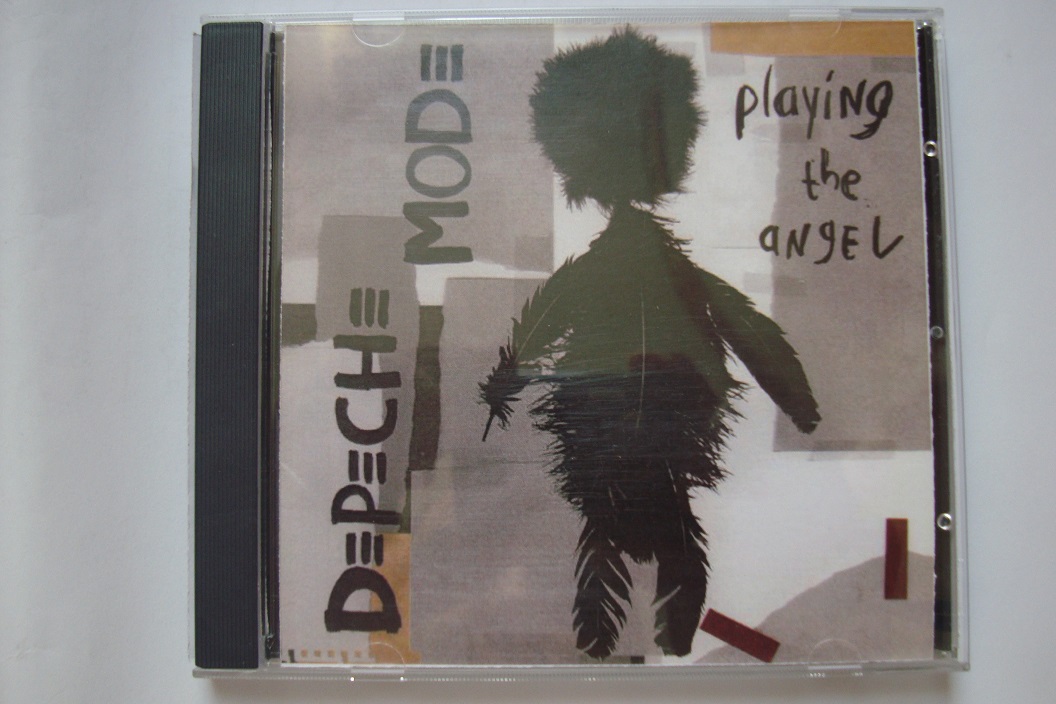 DEPECHE MODE
playing
the
angel